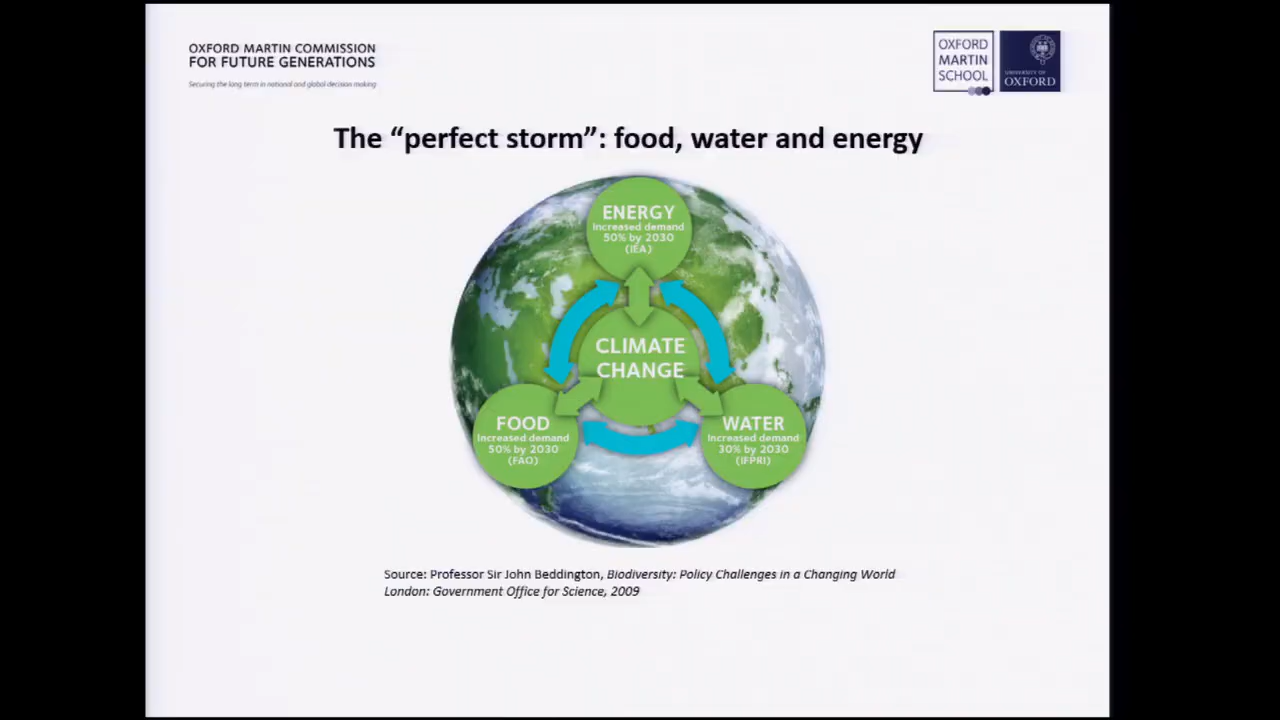 OXFORD MARTIN COMMISSION
FOR FUTURE GENERATIONS
Securing the long term in national and global decision making
OXFORD
MARTIN
SCHOOL
UNIVERSITY OF
OXFORD
The “perfect storm”: food, water and energy
ENERGY
Increased demand
50% by 2030
(IEA)
CLIMATE
CHANGE
FOOD
Increased demand
50% by 2030
(FAO)
WATER
Increased demand
30% by 2030
(IFPRI)
Source: Professor Sir John Beddington, Biodiversity: Policy Challenges in a Changing World
London: Government Office for Science, 2009